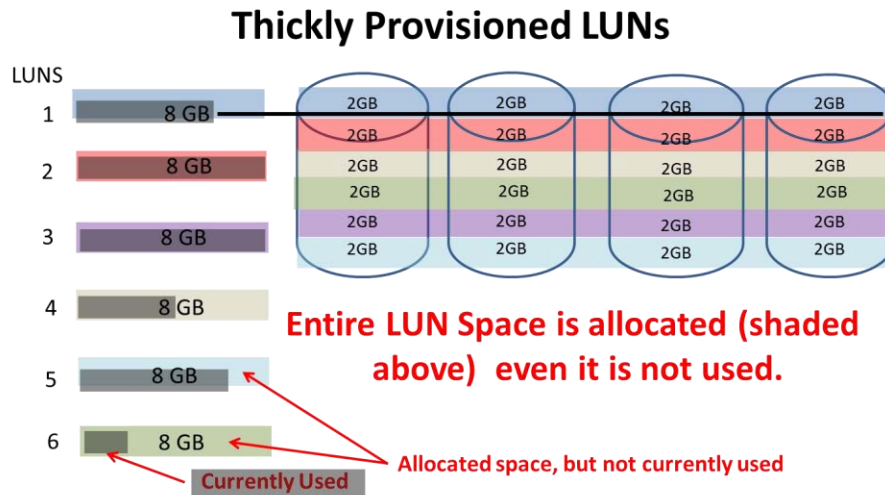 Thickly Provisioned LUNs
LUNS
1 8 GB 2GB 2GB 2GB 2GB
2GB 2GB 2GB 2GB
2 8 GB 2GB 2GB 2GB 2GB
2GB 2GB 2GB 2GB
3 8 GB 2GB 2GB 2GB 2GB
2GB 2GB 2GB 2GB
4 8 GB
Entire LUN Space is allocated (shaded
above) even it is not used.
5 8 GB
6 8 GB
Allocated space, but not currently used
Currently Used